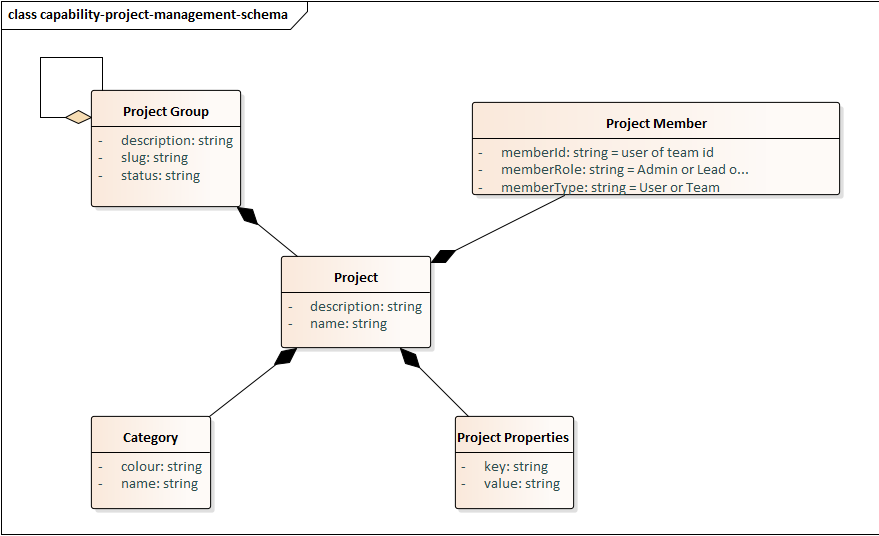 class capability-project-management-schema
Project Group
- description: string
- slug: string
- status: string
Project Member
- memberId: string = user of team id
- memberRole: string = Admin or Lead o...
- memberType: string = User or Team
Project
- description: string
- name: string
Category
- colour: string
- name: string
Project Properties
- key: string
- value: string